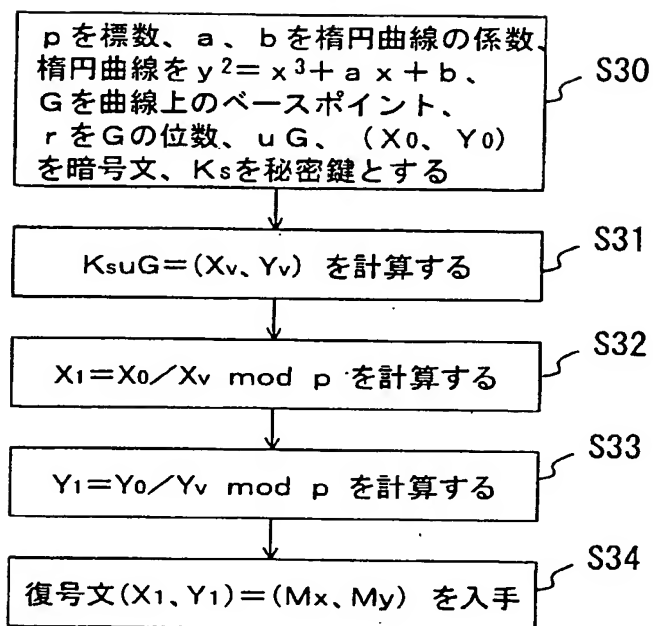 pを標数、a、bを楕円曲線の係数、
楕円曲線をy²=x³+ax+b、
Gを曲線上のベースポイント、
rをGの位数、uG、(X0、Y0)
を暗号文、Ksを秘密鍵とする
S30
KsuG=(Xv、Yv) を計算する
S31
X1=X0/Xv mod p を計算する
S32
Y1=Y0/Yv mod p を計算する
S33
復号文(X1、Y1)=(Mx、My) を入手
S34